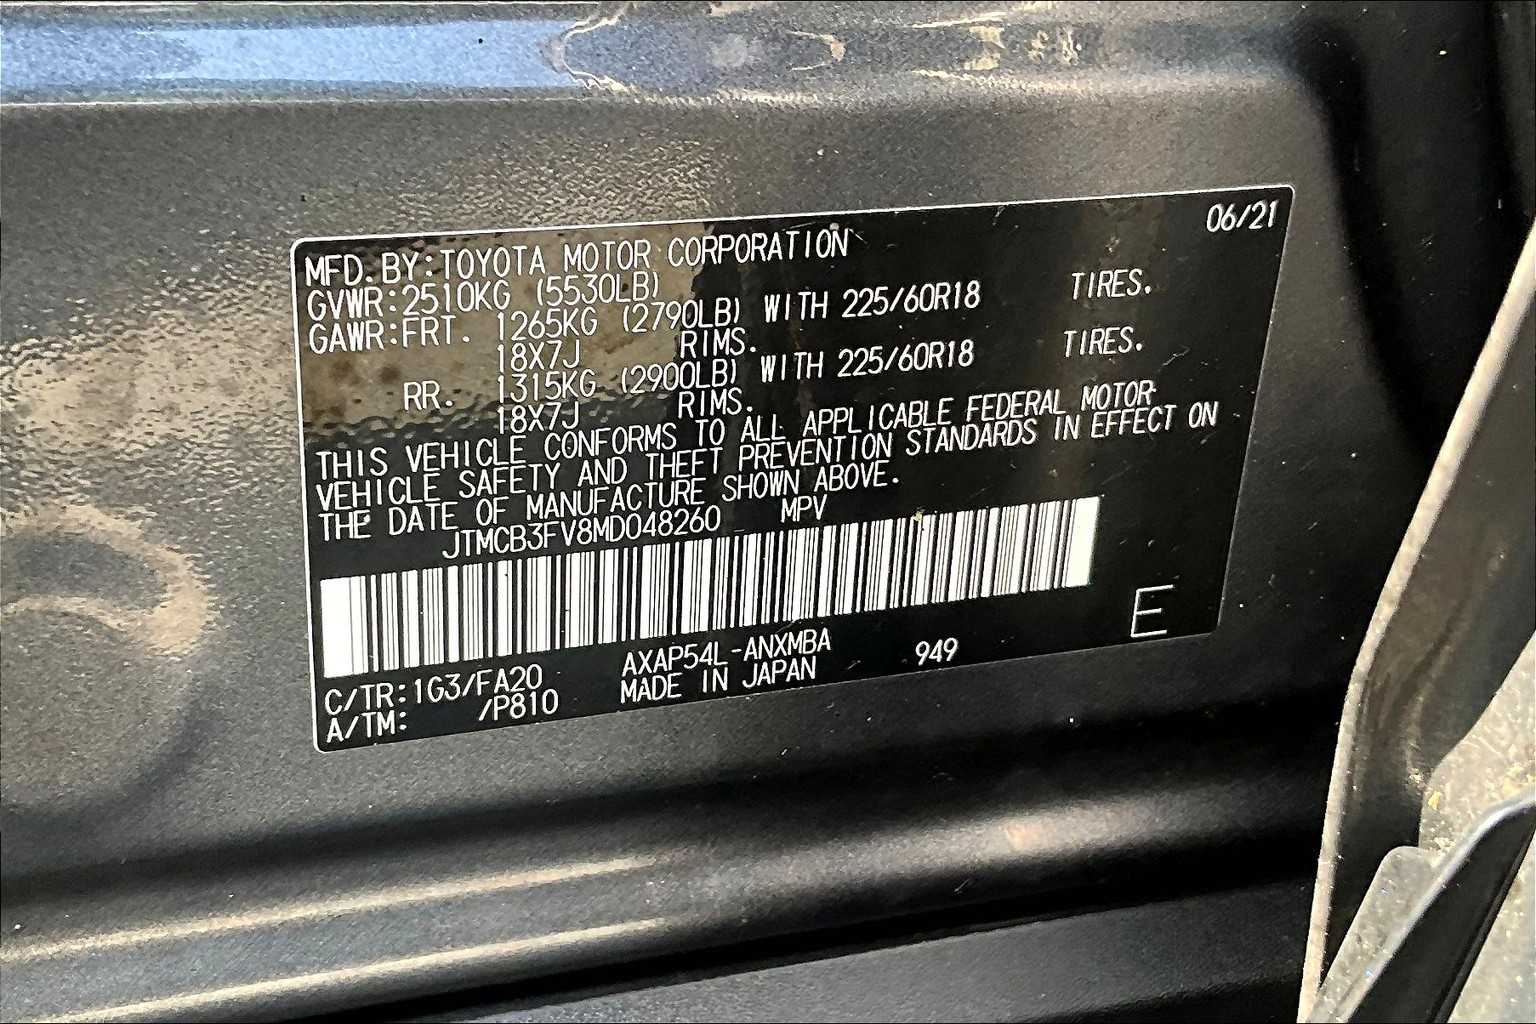 06/21
MFD.BY:TOYOTA MOTOR CORPORATION
GVWR:2510KG (5530LB)
GAWR:FRT. 1265KG (2790LB) WITH 225/60R18 TIRES.
18X7J RIMS.
RR. 1315KG (2900LB) WITH 225/60R18 TIRES.
18X7J RIMS.
THIS VEHICLE CONFORMS TO ALL APPLICABLE FEDERAL MOTOR
VEHICLE SAFETY AND THEFT PREVENTION STANDARDS IN EFFECT ON
THE DATE OF MANUFACTURE SHOWN ABOVE.
JTMCB3FV8MD048260 MPV
E
C/TR:1G3/FA20 AXAP54L-ANXMBA 949
A/TM: /P810 MADE IN JAPAN